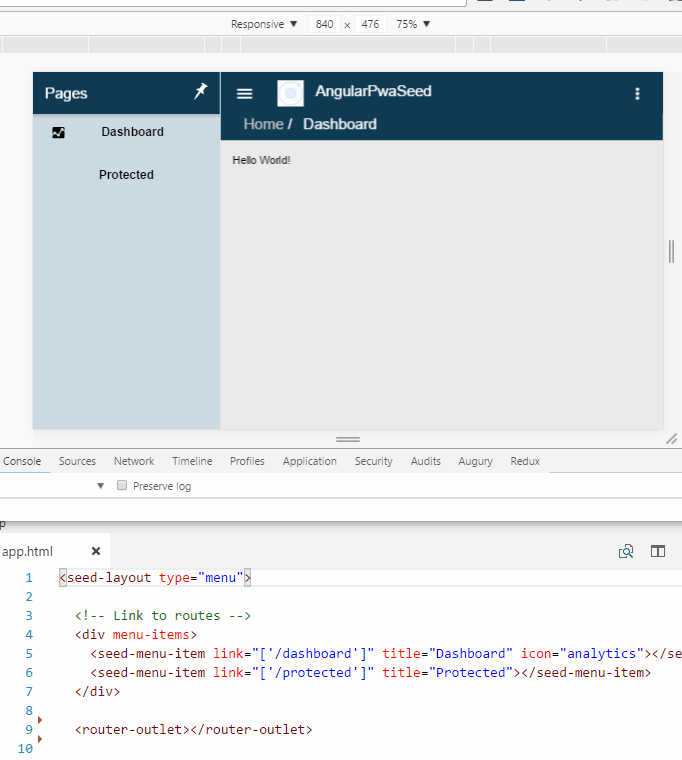 Responsive ▼ 840 × 476 75% ▼
Pages
AngularPwaSeed
Home / Dashboard
Dashboard
Protected
Hello World!
Console Sources Network Timeline Profiles Application Security Audits Augury Redux
▼ Preserve log
p
app.html ×
1 <seed-layout type="menu">
2
3 <!-- Link to routes -->
4 <div menu-items>
5 <seed-menu-item link="['/dashboard']" title="Dashboard" icon="analytics"></se
6 <seed-menu-item link="['/protected']" title="Protected"></seed-menu-item>
7 </div>
8
9 <router-outlet></router-outlet>
10